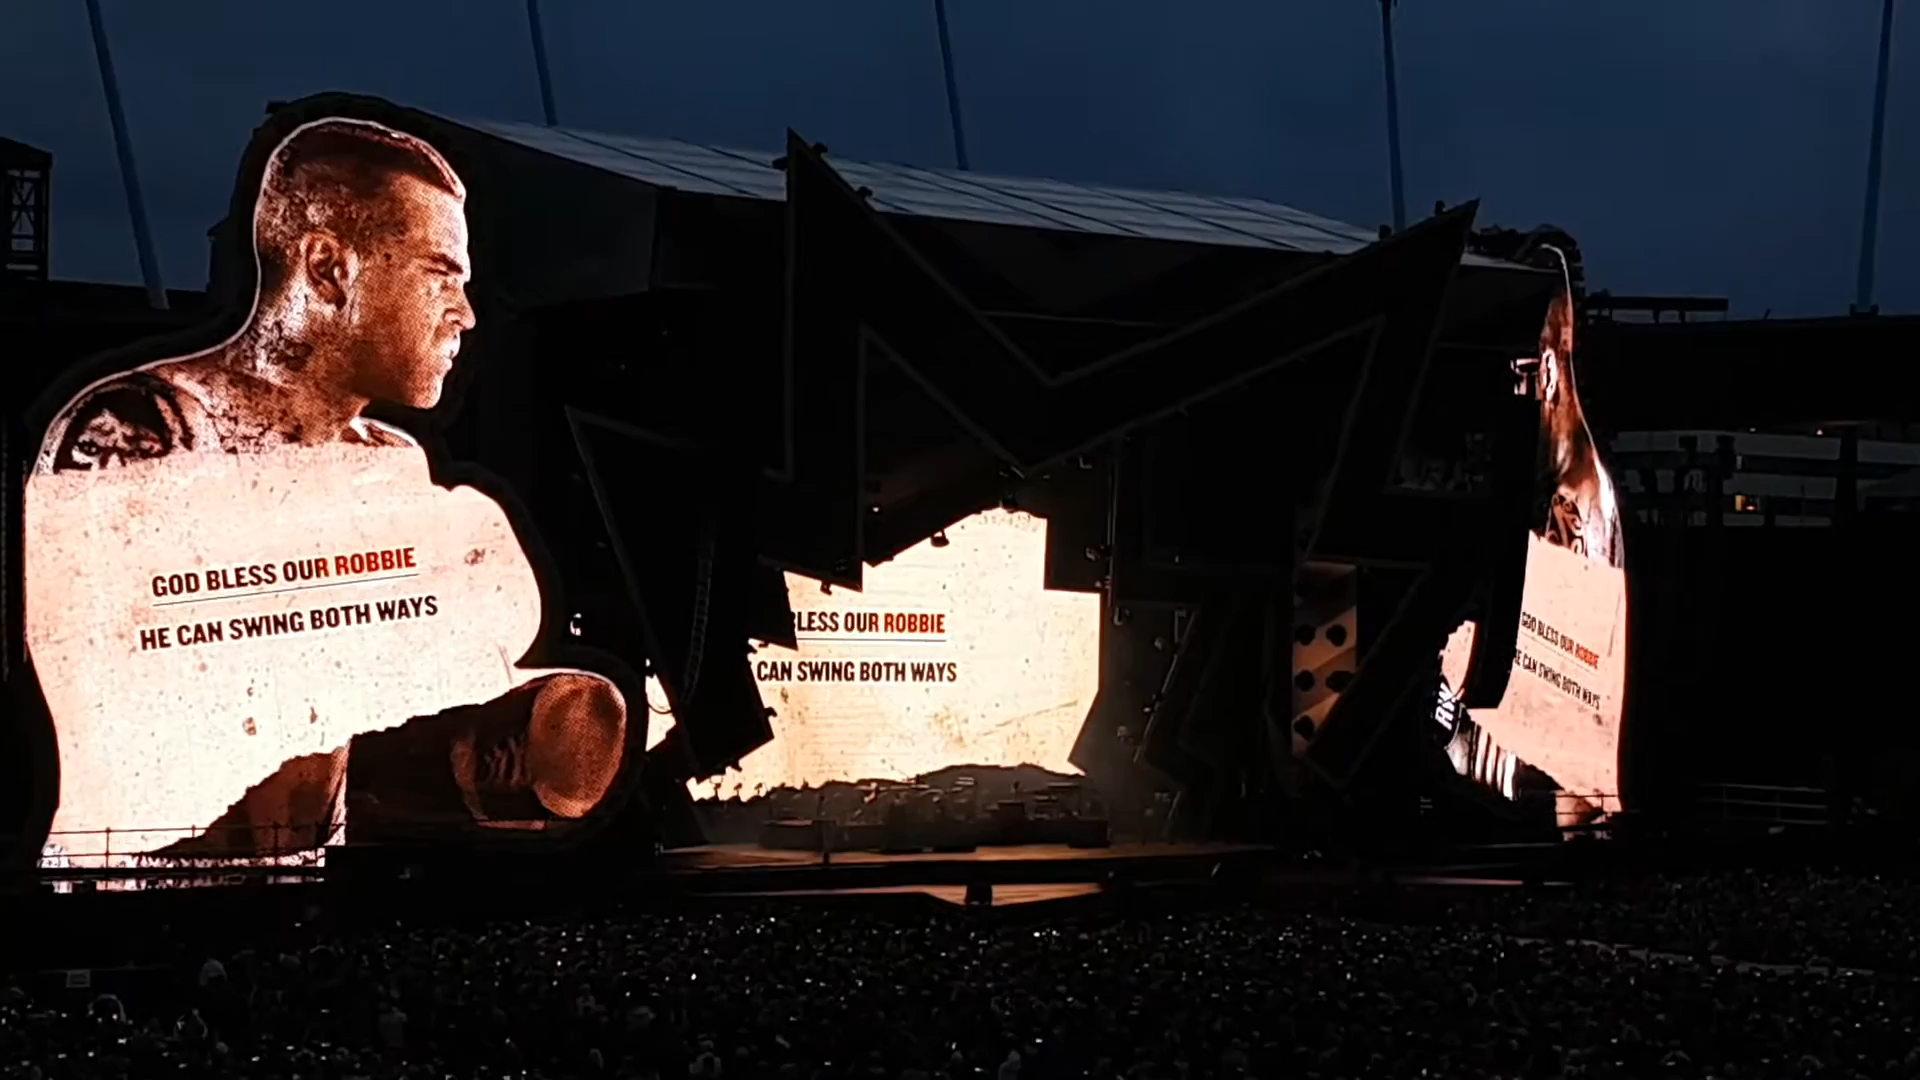 GOD BLESS OUR ROBBIE
HE CAN SWING BOTH WAYS
BLESS OUR ROBBIE
CAN SWING BOTH WAYS
GOD BLESS OUR ROBBIE
HE CAN SWING BOTH WAYS